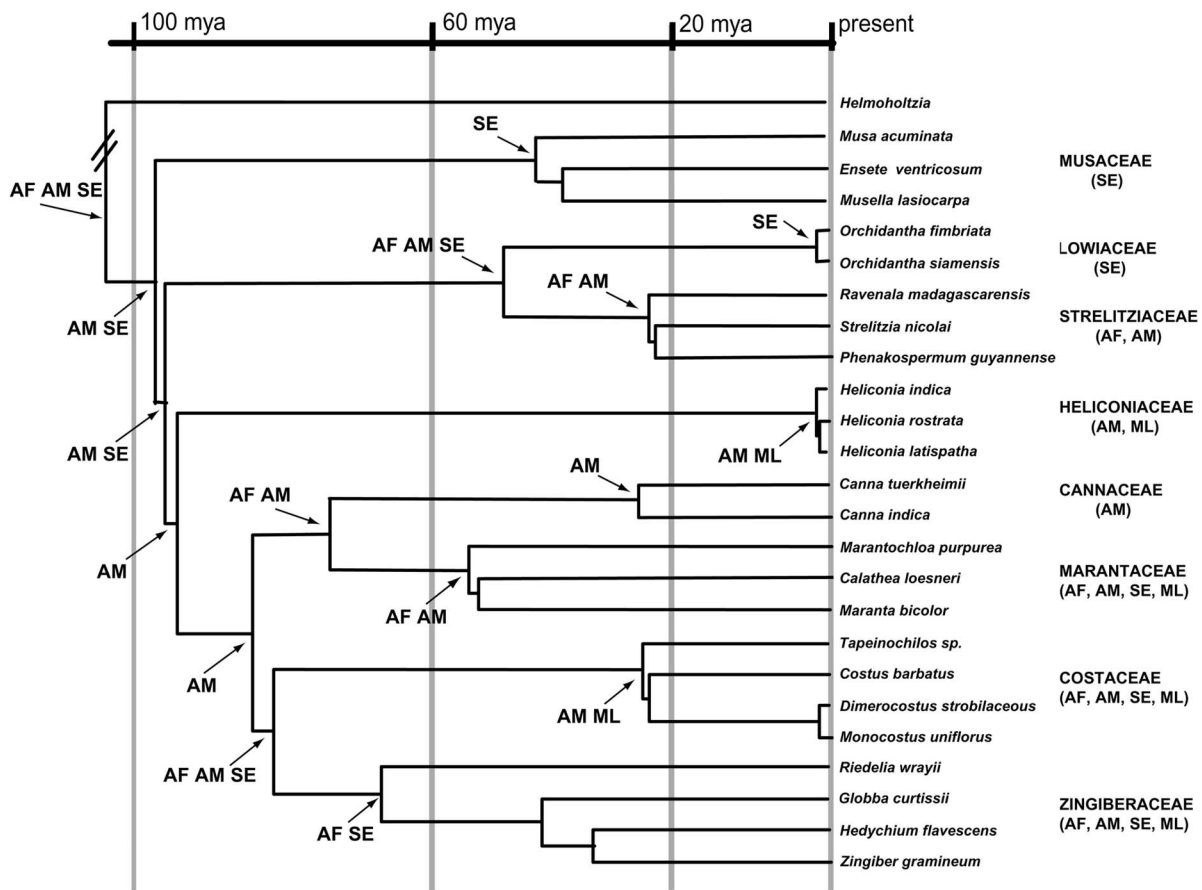 100 mya 60 mya 20 mya present
Helmoholtzia
SE Musa acuminata
Ensete ventricosum MUSACEAE
(SE)
AF AM SE
Musella lasiocarpa
SE Orchidantha fimbriata
AF AM SE LOWIACEAE
Orchidantha siamensis (SE)
AF AM
Ravenala madagascarensis
AM SE Strelitzia nicolai STRELITZIACEAE
(AF, AM)
Phenakospermum guyannense
Heliconia indica
HELICONIACEAE
Heliconia rostrata (AM, ML)
AM SE AM ML Heliconia latispatha
AM
Canna tuerkheimii CANNACEAE
AF AM (AM)
Canna indica
AM
Marantochloa purpurea
Calathea loesneri MARANTACEAE
(AF, AM, SE, ML)
AF AM Maranta bicolor
Tapeinochilos sp.
AM
Costus barbatus COSTACEAE
(AF, AM, SE, ML)
Dimerocostus strobilaceous
AM ML
Monocostus uniflorus
AF AM SE Riedelia wrayii
Globba curtissii ZINGIBERACEAE
(AF, AM, SE, ML)
AF SE Hedychium flavescens
Zingiber gramineum